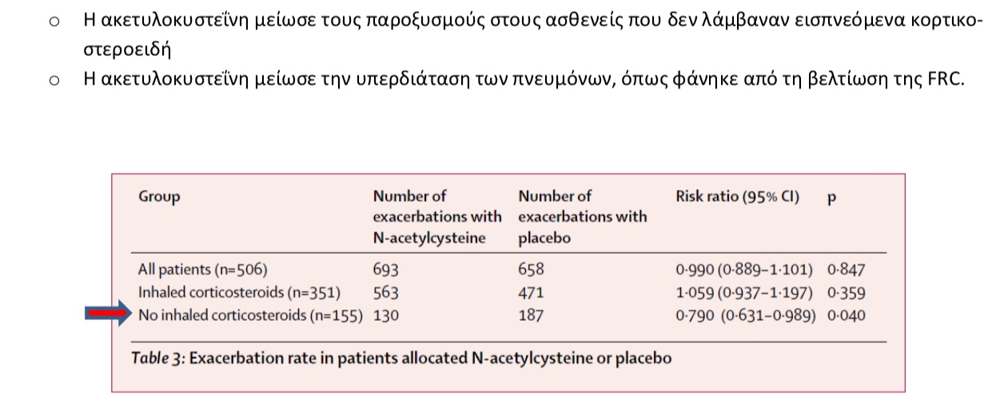 o Η ακετυλοκυστεΐνη μείωσε τους παροξυσμούς στους ασθενείς που δεν λάμβαναν εισπνεόμενα κορτικο-
στεροειδή
o Η ακετυλοκυστεΐνη μείωσε την υπερδιάταση των πνευμόνων, όπως φάνηκε από τη βελτίωση της FRC.
Group Number of exacerbations with N-acetylcysteine Number of exacerbations with placebo Risk ratio (95% CI) p
All patients (n=506) 693 658 0·990 (0·889–1·101) 0·847
Inhaled corticosteroids (n=351) 563 471 1·059 (0·937–1·197) 0·359
No inhaled corticosteroids (n=155) 130 187 0·790 (0·631–0·989) 0·040
Table 3: Exacerbation rate in patients allocated N-acetylcysteine or placebo